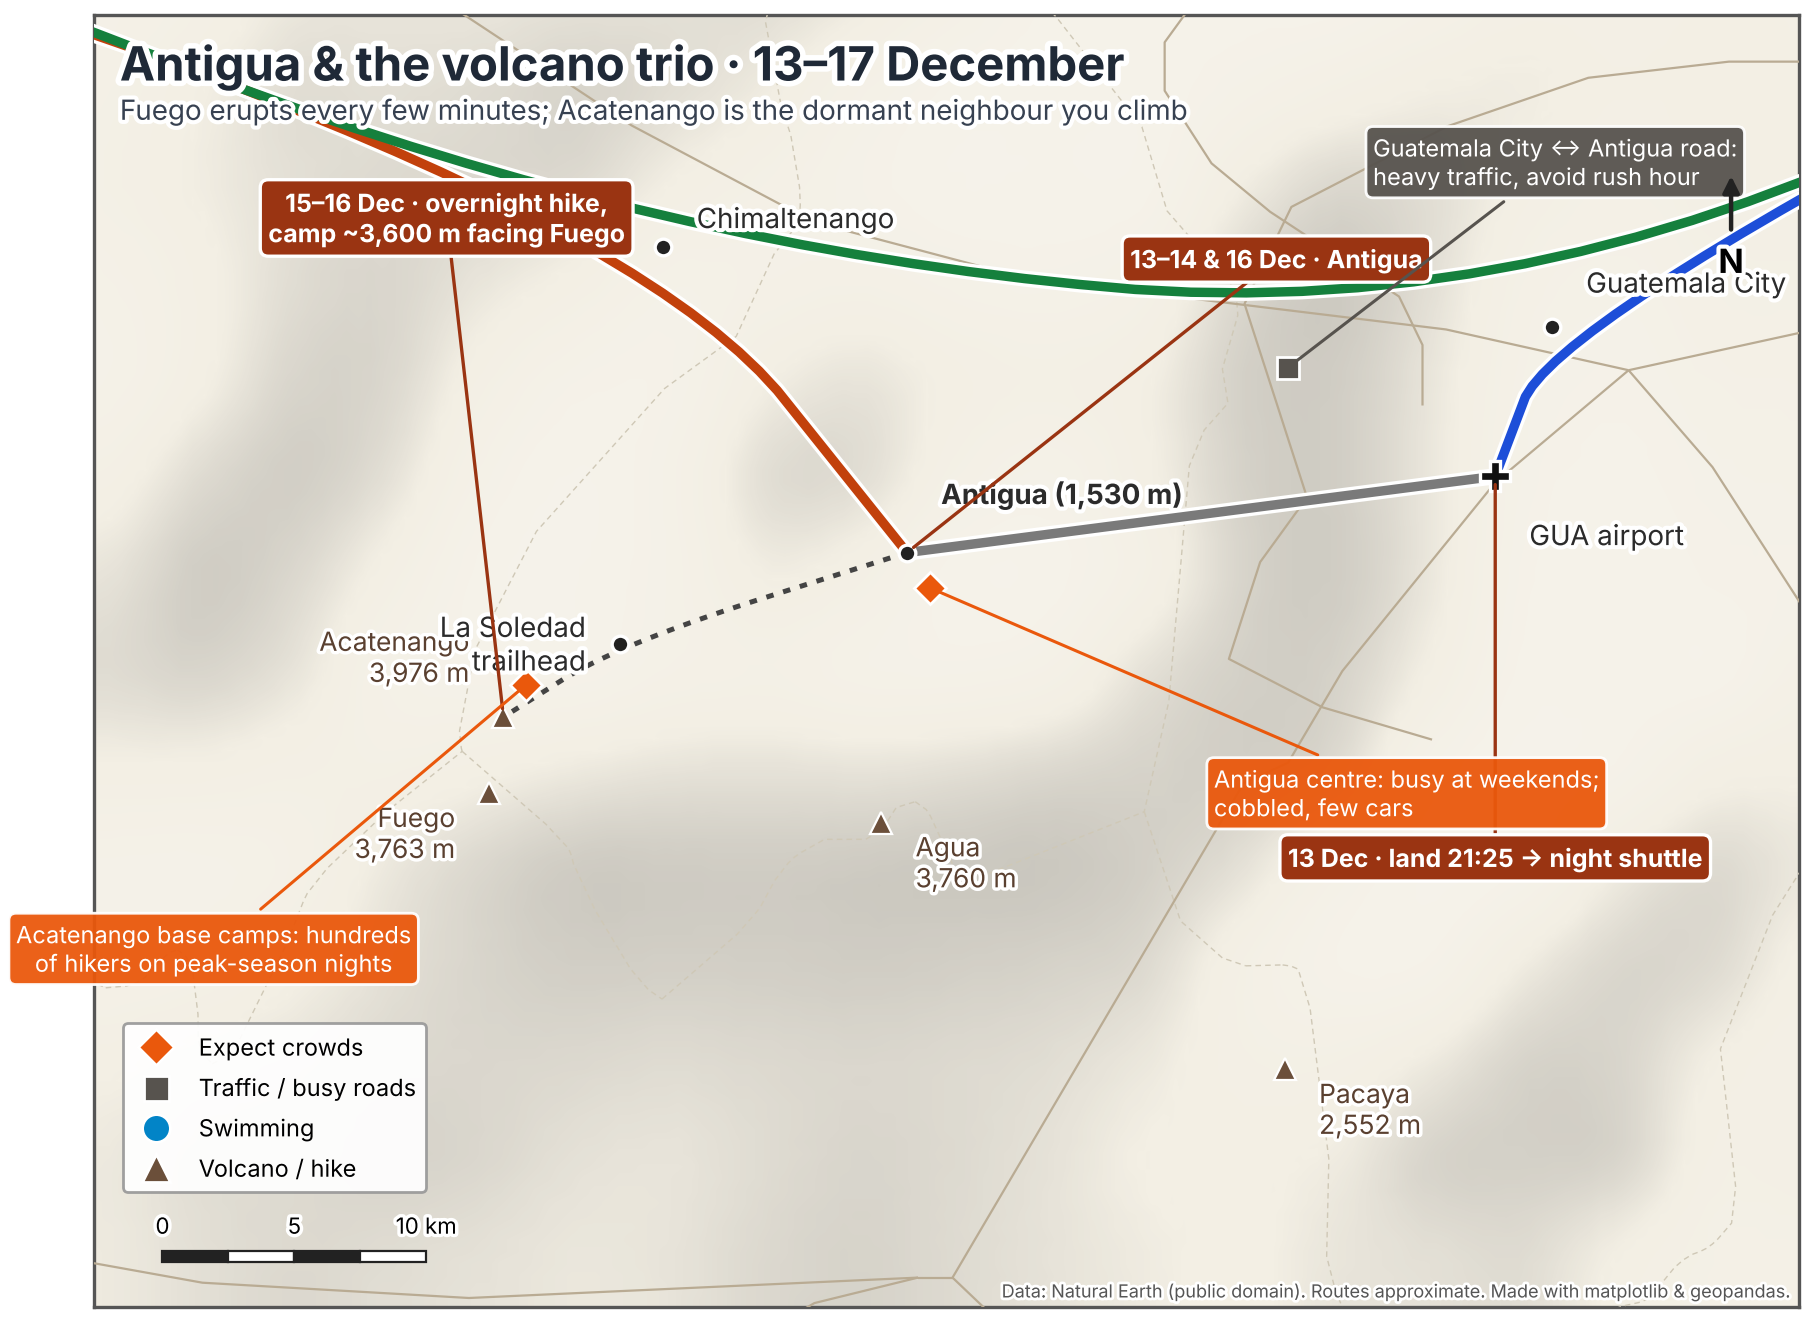 Antigua & the volcano trio · 13–17 December
Fuego erupts every few minutes; Acatenango is the dormant neighbour you climb
Guatemala City ↔ Antigua road:
heavy traffic, avoid rush hour
15–16 Dec · overnight hike,
camp ~3,600 m facing Fuego
Chimaltenango
13–14 & 16 Dec · Antigua
N
Guatemala City
Antigua (1,530 m)
GUA airport
La Soledad
trailhead
Acatenango
3,976 m
Antigua centre: busy at weekends;
cobbled, few cars
Fuego
3,763 m
Agua
3,760 m
13 Dec · land 21:25 → night shuttle
Acatenango base camps: hundreds
of hikers on peak-season nights
Expect crowds
Traffic / busy roads
Swimming
Volcano / hike
Pacaya
2,552 m
0 5 10 km
Data: Natural Earth (public domain). Routes approximate. Made with matplotlib & geopandas.